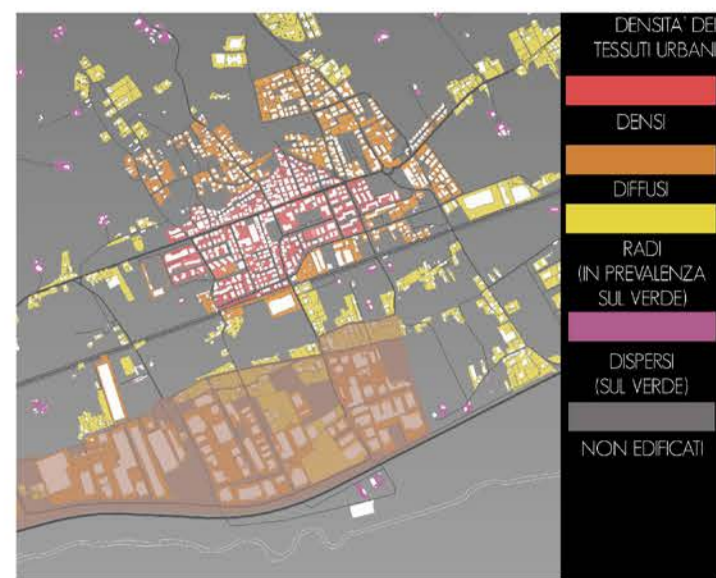 DENSITA' DEI
TESSUTI URBANI
DENSI
DIFFUSI
RADI
(IN PREVALENZA
SUL VERDE)
DISPERSI
(SUL VERDE)
NON EDIFICATI